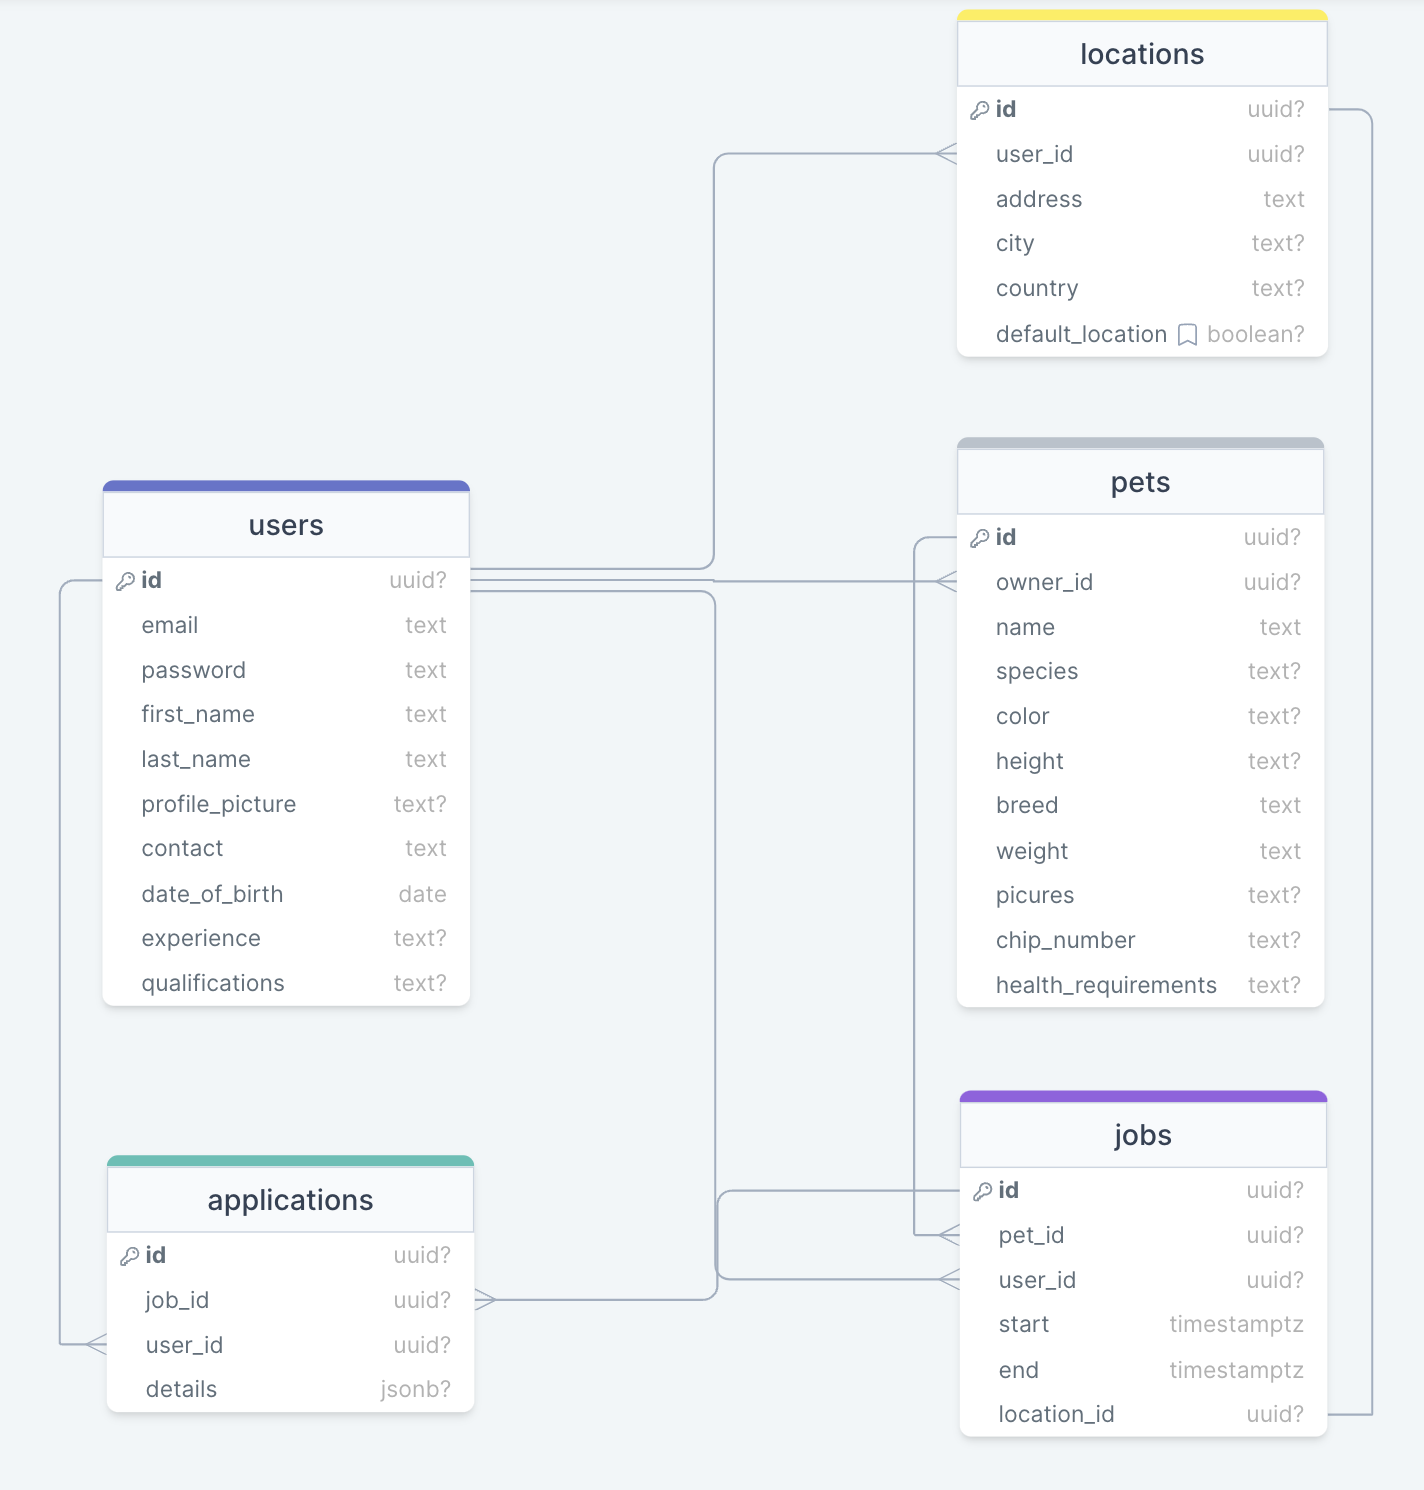 locations
id uuid?
user_id uuid?
address text
city text?
country text?
default_location boolean?
pets
id uuid?
owner_id uuid?
name text
species text?
color text?
height text?
breed text
weight text
picures text?
chip_number text?
health_requirements text?
users
id uuid?
email text
password text
first_name text
last_name text
profile_picture text?
contact text
date_of_birth date
experience text?
qualifications text?
jobs
id uuid?
pet_id uuid?
user_id uuid?
start timestamptz
end timestamptz
location_id uuid?
applications
id uuid?
job_id uuid?
user_id uuid?
details jsonb?